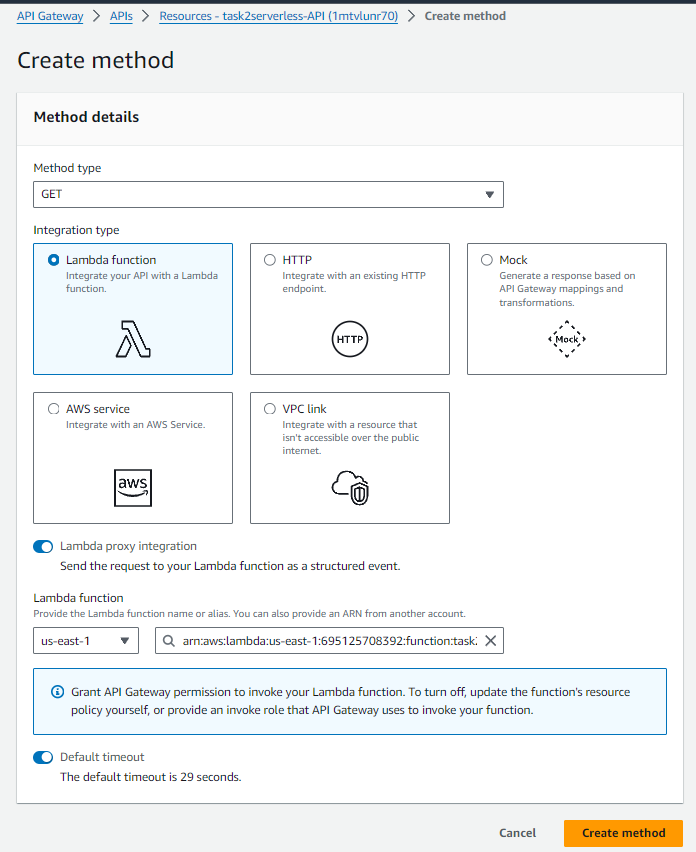 API Gateway > APIs > Resources - task2serverless-API (1mtvlunr70) > Create method
Create method
Method details
Method type
GET
Integration type
Lambda function
Integrate your API with a Lambda
function.
HTTP
Integrate with an existing HTTP
endpoint.
HTTP
Mock
Generate a response based on
API Gateway mappings and
transformations.
Mock
AWS service
Integrate with an AWS Service.
aws
VPC link
Integrate with a resource that
isn't accessible over the public
internet.
Lambda proxy integration
Send the request to your Lambda function as a structured event.
Lambda function
Provide the Lambda function name or alias. You can also provide an ARN from another account.
us-east-1
arn:aws:lambda:us-east-1:695125708392:function:task
Grant API Gateway permission to invoke your Lambda function. To turn off, update the function's resource
policy yourself, or provide an invoke role that API Gateway uses to invoke your function.
Default timeout
The default timeout is 29 seconds.
Cancel
Create method